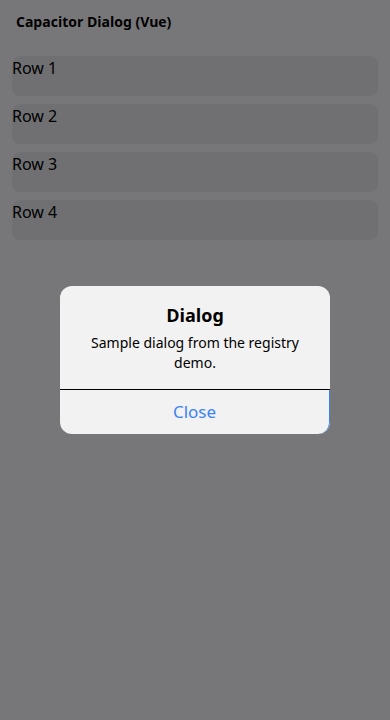 Capacitor Dialog (Vue)
Row 1
Row 2
Row 3
Row 4
Dialog
Sample dialog from the registry
demo.
Close